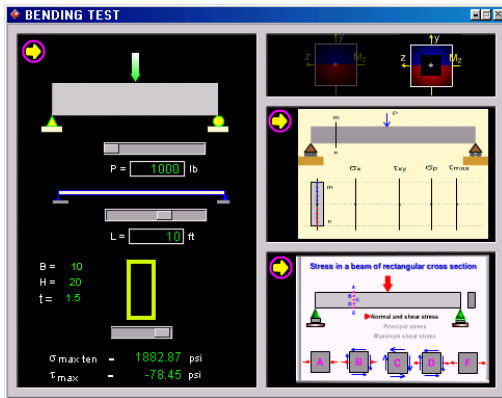 BENDING TEST
P = 1000 lb
L = 10 ft
B = 10
H = 20
t = 1.5
σ max ten = 1882.87 psi
τ max = -78.45 psi
y y
z Mz z Mz
P
m
n
σx τxy σp τmax
m
n
Stress in a beam of rectangular cross section
A
B
C
D
E
Normal and shear stress
Principal stress
Maximum shear stress
A B C D F